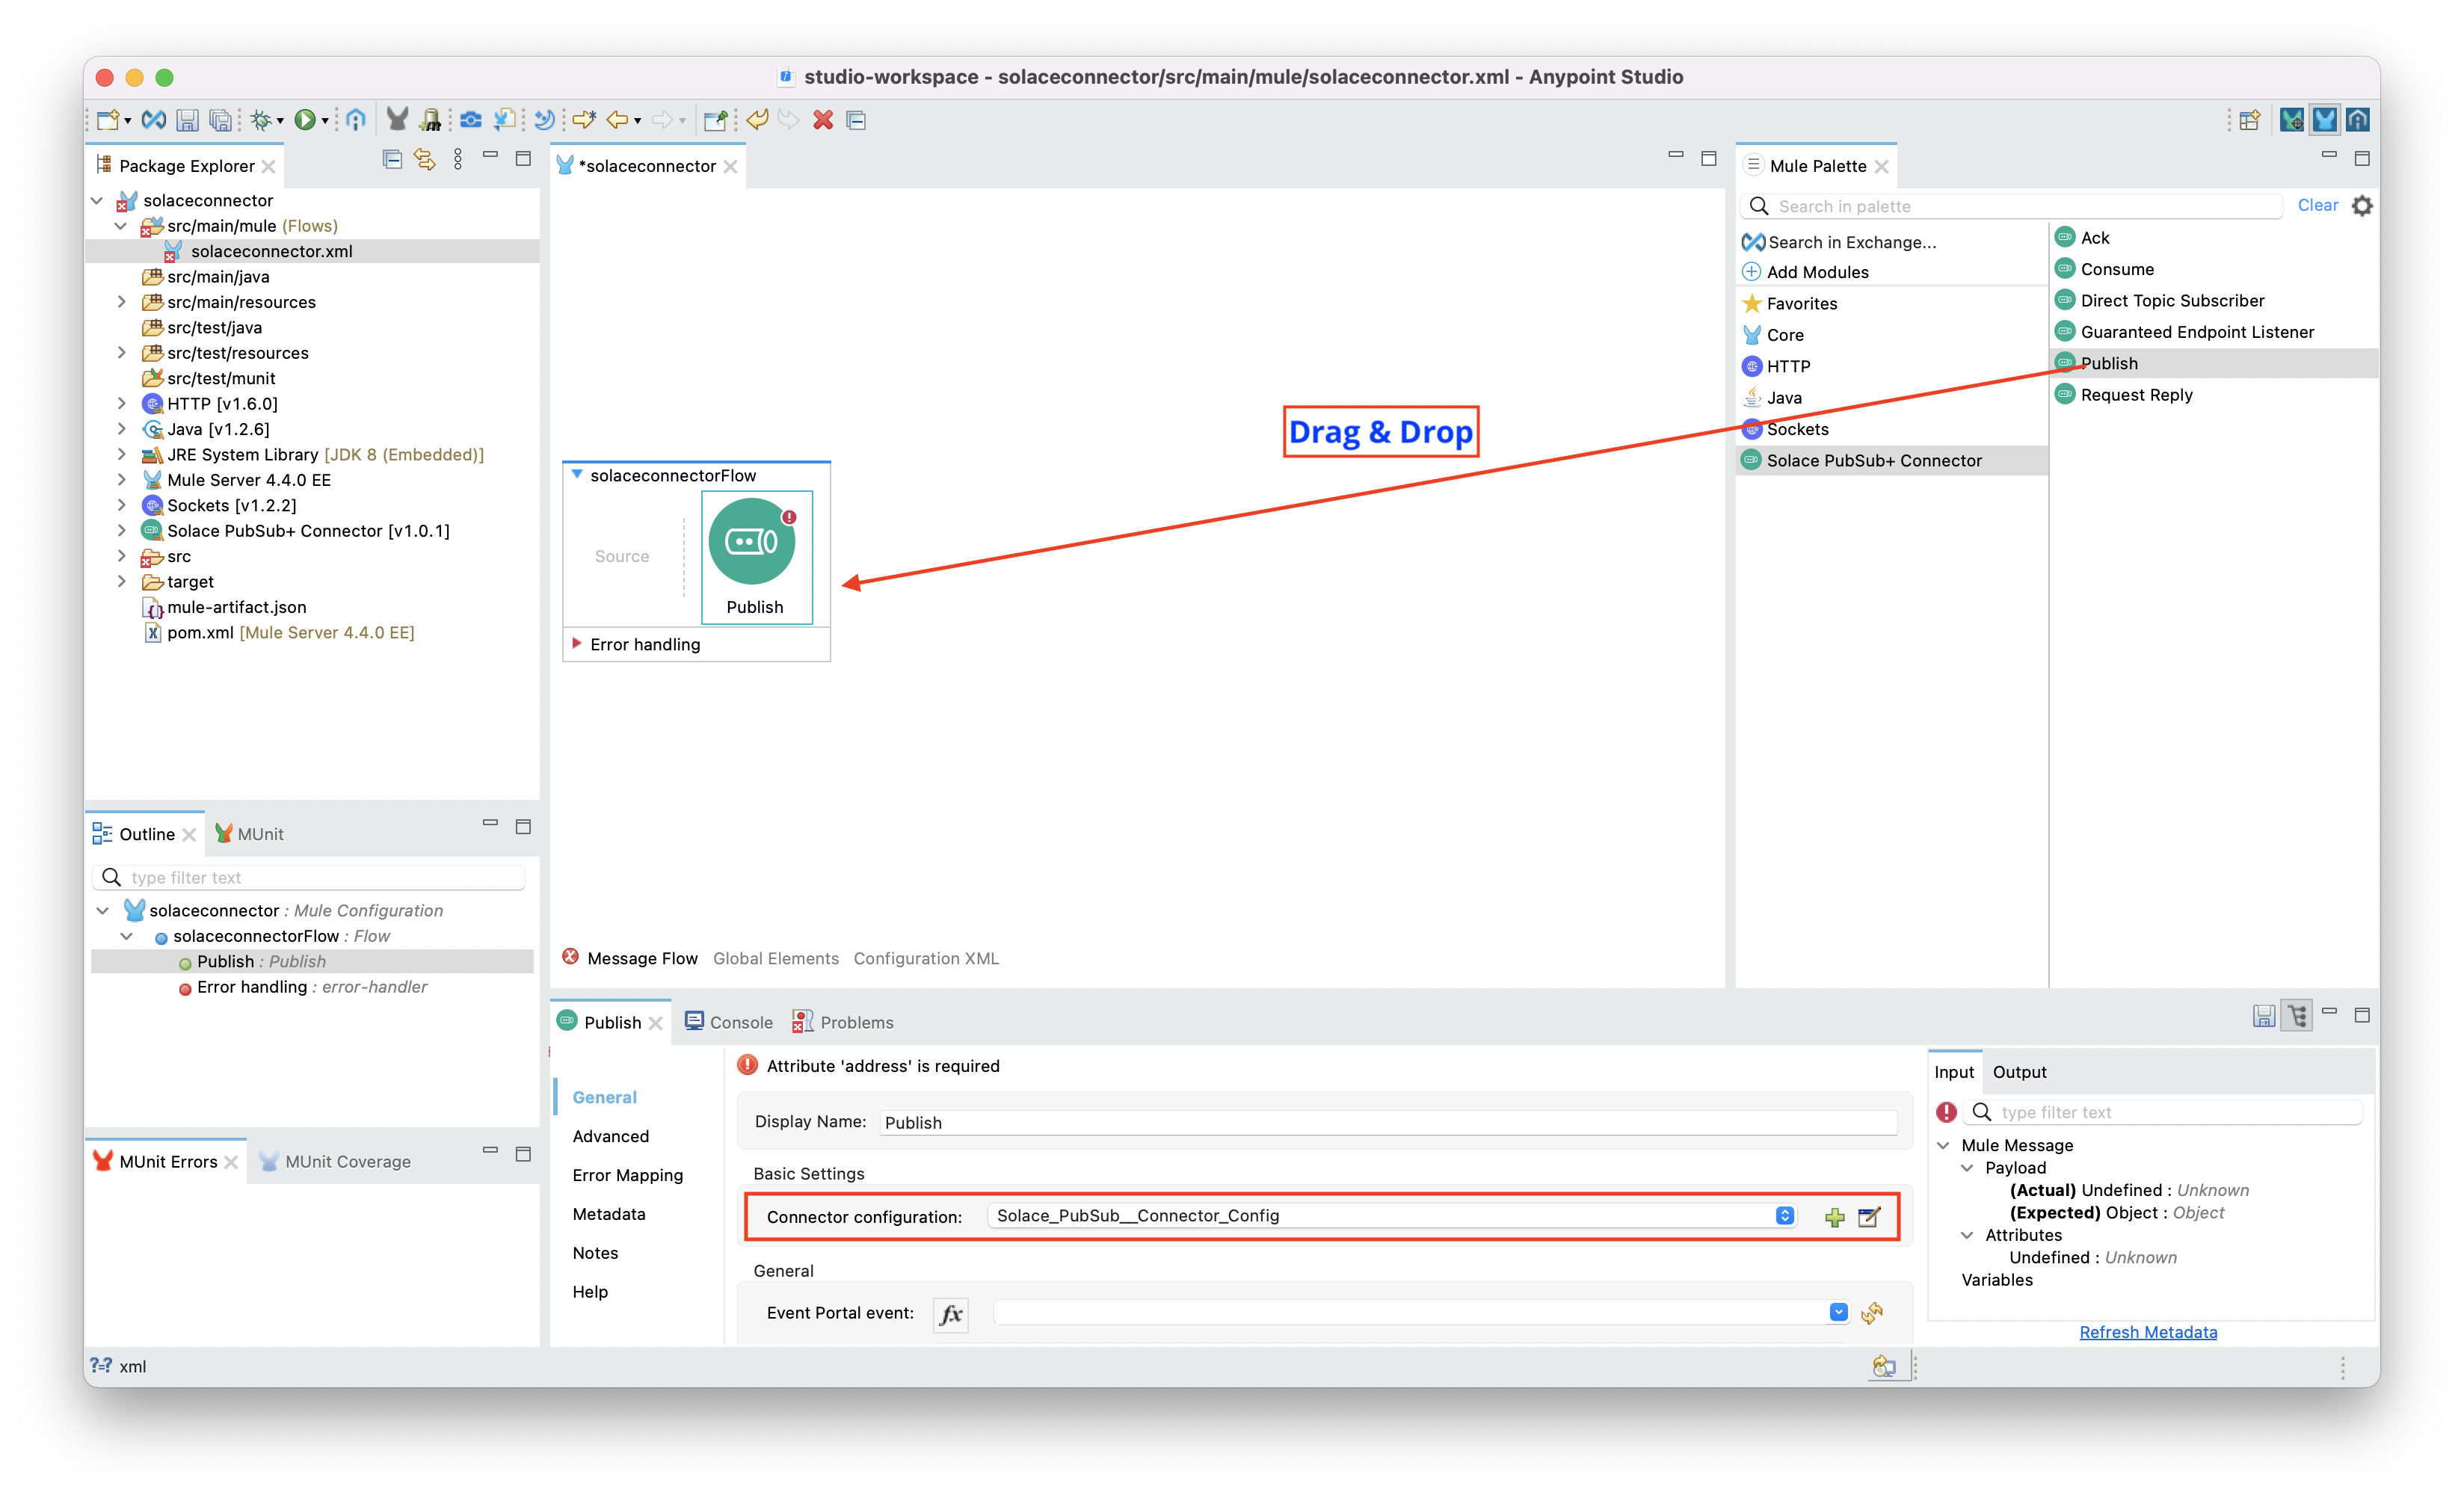 studio-workspace - solaceconnector/src/main/mule/solaceconnector.xml - Anypoint Studio
Package Explorer
solaceconnector
src/main/mule (Flows)
solaceconnector.xml
src/main/java
src/main/resources
src/test/java
src/test/resources
src/test/munit
HTTP [v1.6.0]
Java [v1.2.6]
JRE System Library [JDK 8 (Embedded)]
Mule Server 4.4.0 EE
Sockets [v1.2.2]
Solace PubSub+ Connector [v1.0.1]
src
target
mule-artifact.json
pom.xml [Mule Server 4.4.0 EE]
Outline
MUnit
type filter text
solaceconnector : Mule Configuration
solaceconnectorFlow : Flow
Publish : Publish
Error handling : error-handler
MUnit Errors
MUnit Coverage
*solaceconnector
Drag & Drop
solaceconnectorFlow
Source
Publish
Error handling
Message Flow
Global Elements
Configuration XML
Mule Palette
Search in palette
Clear
Search in Exchange...
Add Modules
Favorites
Core
HTTP
Java
Sockets
Solace PubSub+ Connector
Ack
Consume
Direct Topic Subscriber
Guaranteed Endpoint Listener
Publish
Request Reply
Publish
Console
Problems
General
Advanced
Error Mapping
Metadata
Notes
Help
Attribute 'address' is required
Display Name: Publish
Basic Settings
Connector configuration: Solace_PubSub__Connector_Config
General
Event Portal event: fx
Input
Output
type filter text
Mule Message
Payload
(Actual) Undefined : Unknown
(Expected) Object : Object
Attributes
Undefined : Unknown
Variables
Refresh Metadata
?=? xml